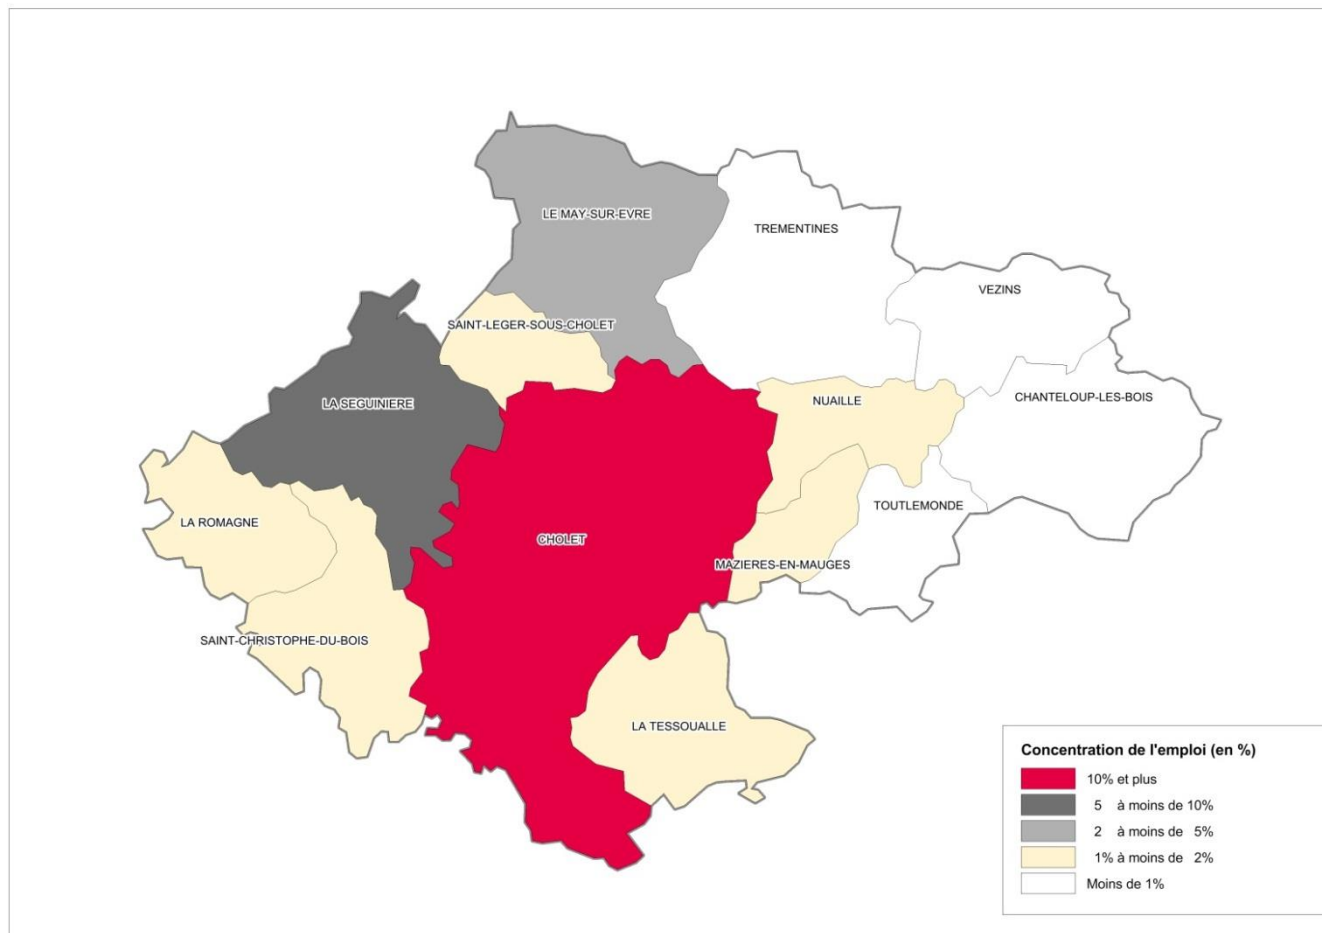 LE MAY-SUR-EVRE
TREMENTINES
VEZINS
SAINT-LEGER-SOUS-CHOLET
CHANTELOUP-LES-BOIS
NUAILLE
LA SEGUINIERE
TOUTLEMONDE
LA ROMAGNE
CHOLET
MAZIERES-EN-MAUGES
SAINT-CHRISTOPHE-DU-BOIS
LA TESSOUALLE
Concentration de l'emploi (en %)
10% et plus
5 à moins de 10%
2 à moins de 5%
1% à moins de 2%
Moins de 1%